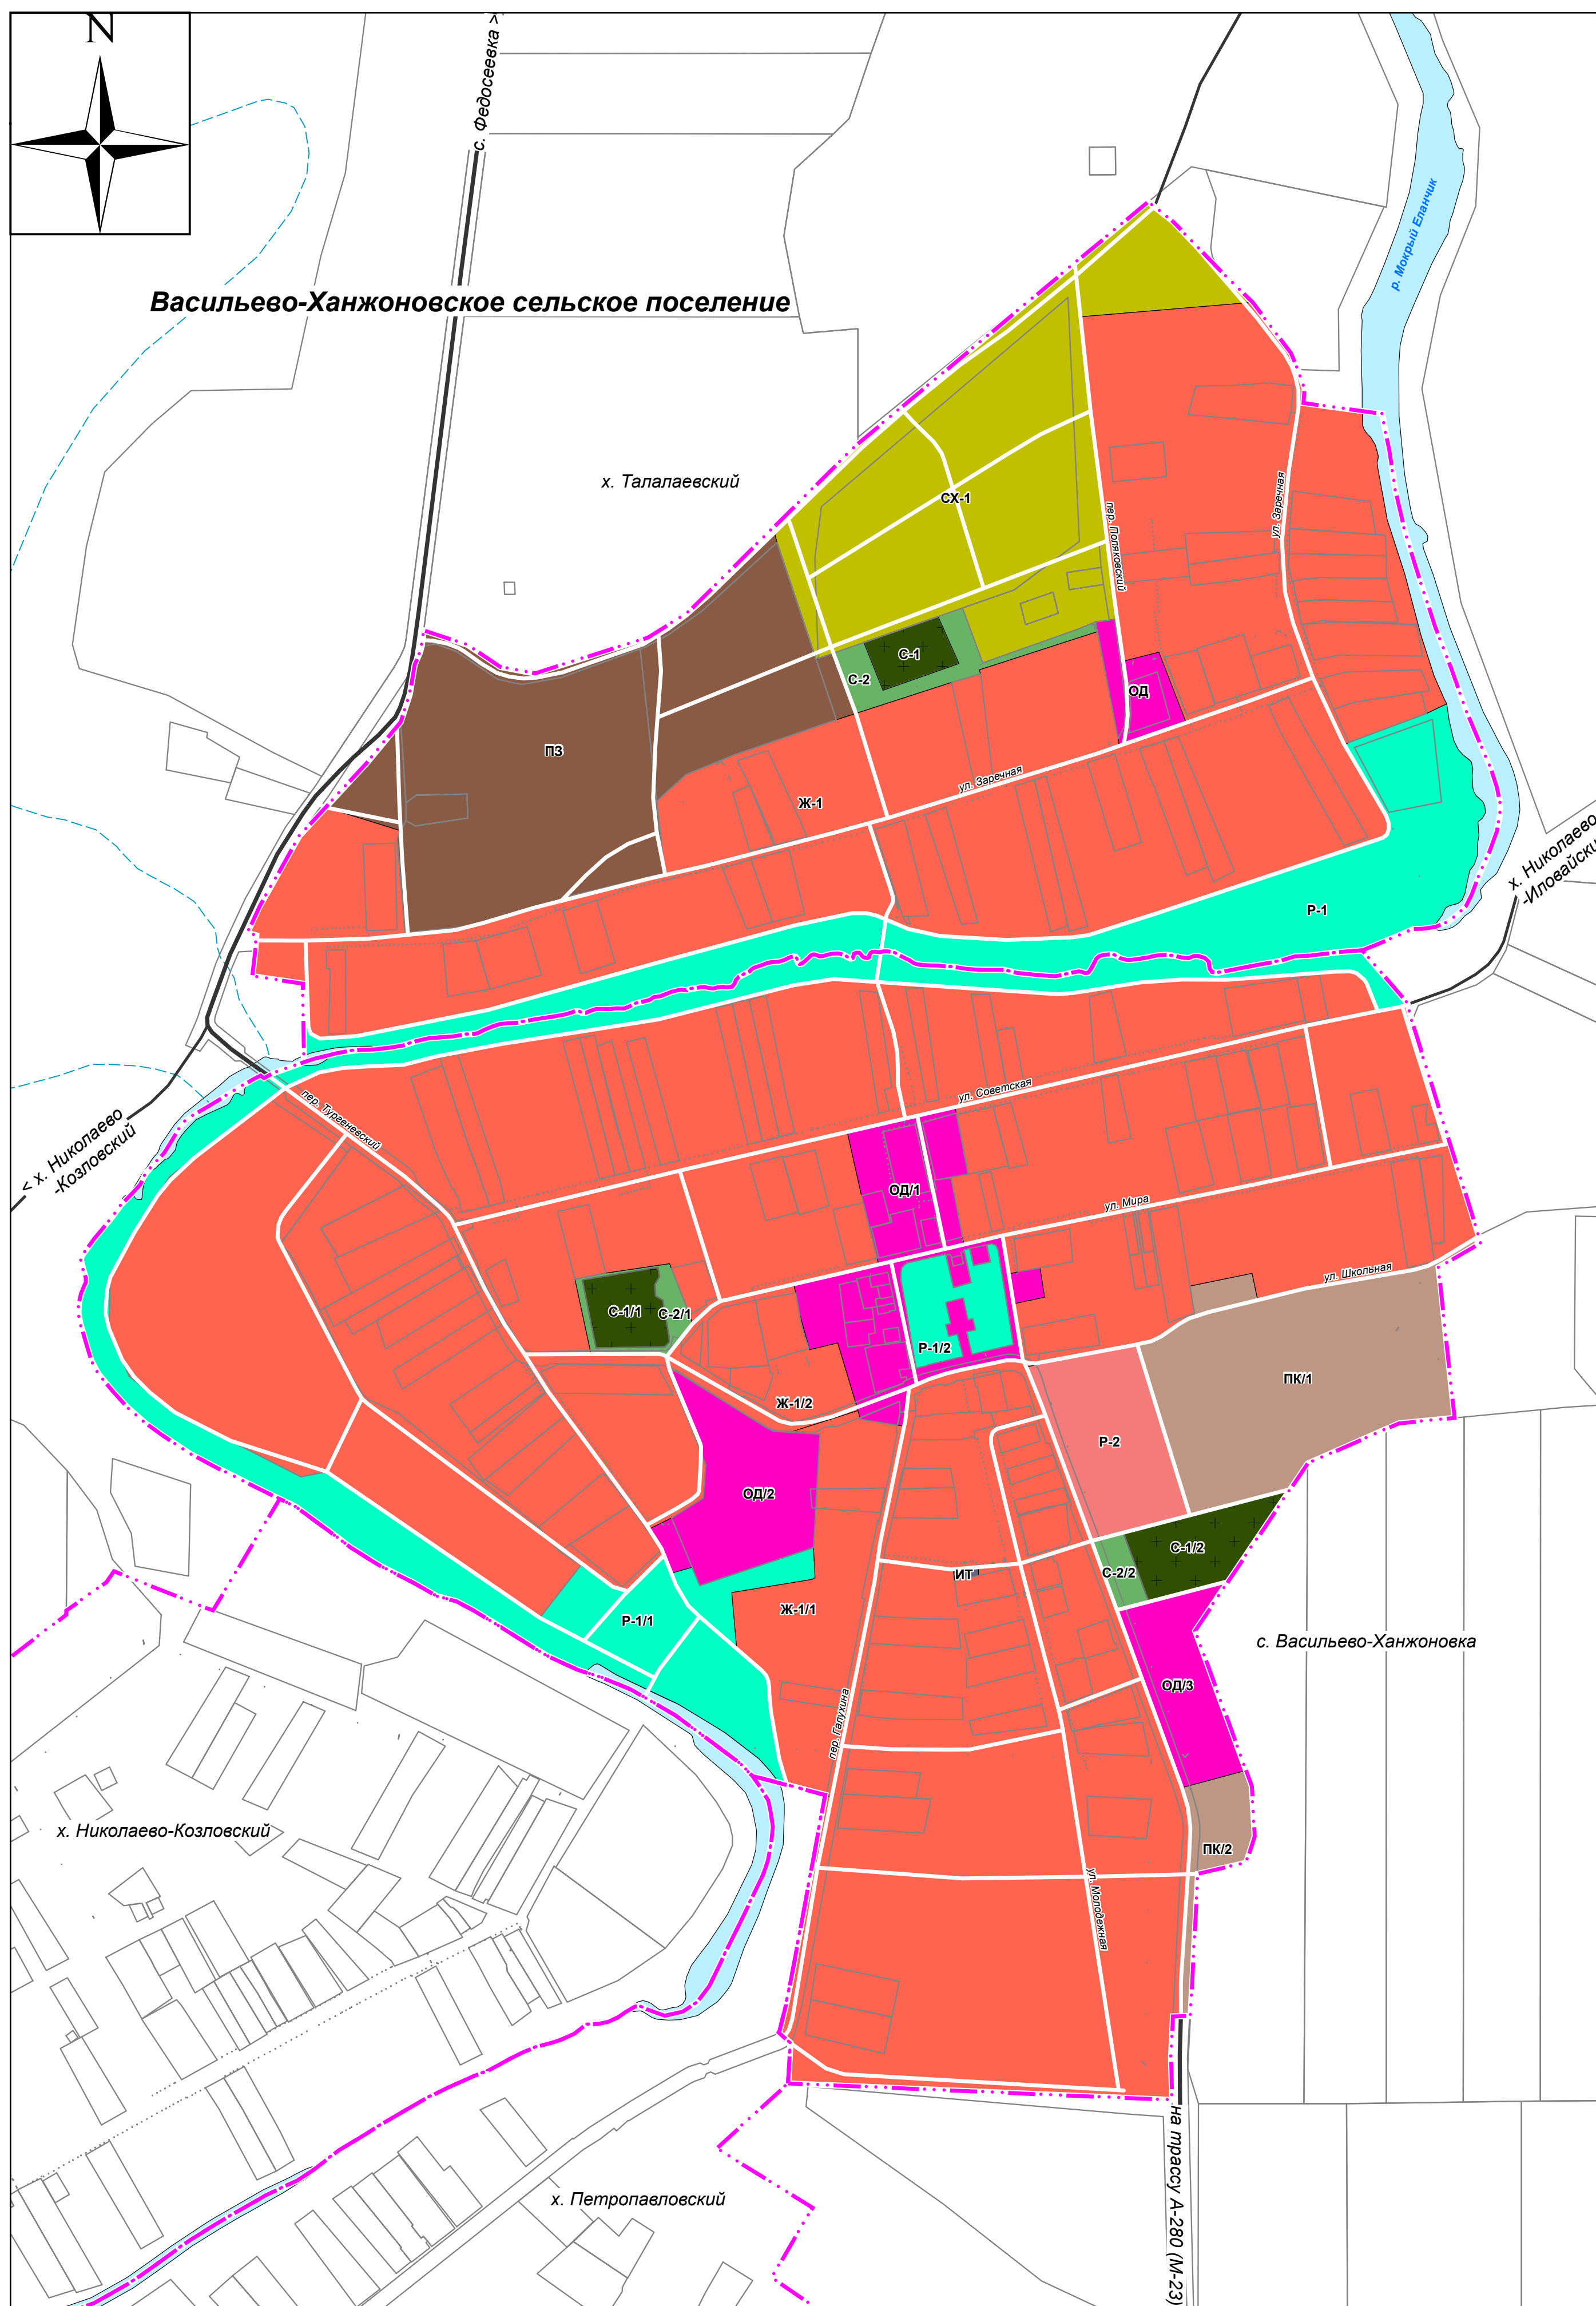 N
с. Федосеевка >
р. Мокрый Еланчик
Васильево-Ханжоновское сельское поселение
х. Талалаевский
СХ-1
ул. Заречная
пер. Поляковский
С-1
С-2
ОД
ПЗ
ул. Заречная
Ж-1
х. Николаево
-Иловайски
Р-1
ул. Советская
пер. Тургеневский
< х. Николаево
-Козловский
ОД/1
ул. Мира
ул. Школьная
С-1/1
С-2/1
Р-1/2
ПК/1
Ж-1/2
Р-2
ОД/2
С-1/2
С-2/2
ИТ
Ж-1/1
Р-1/1
с. Васильево-Ханжоновка
ОД/3
пер. Галухина
х. Николаево-Козловский
ПК/2
ул. Молодежная
х. Петропавловский
на трассу А-280 (М-23)